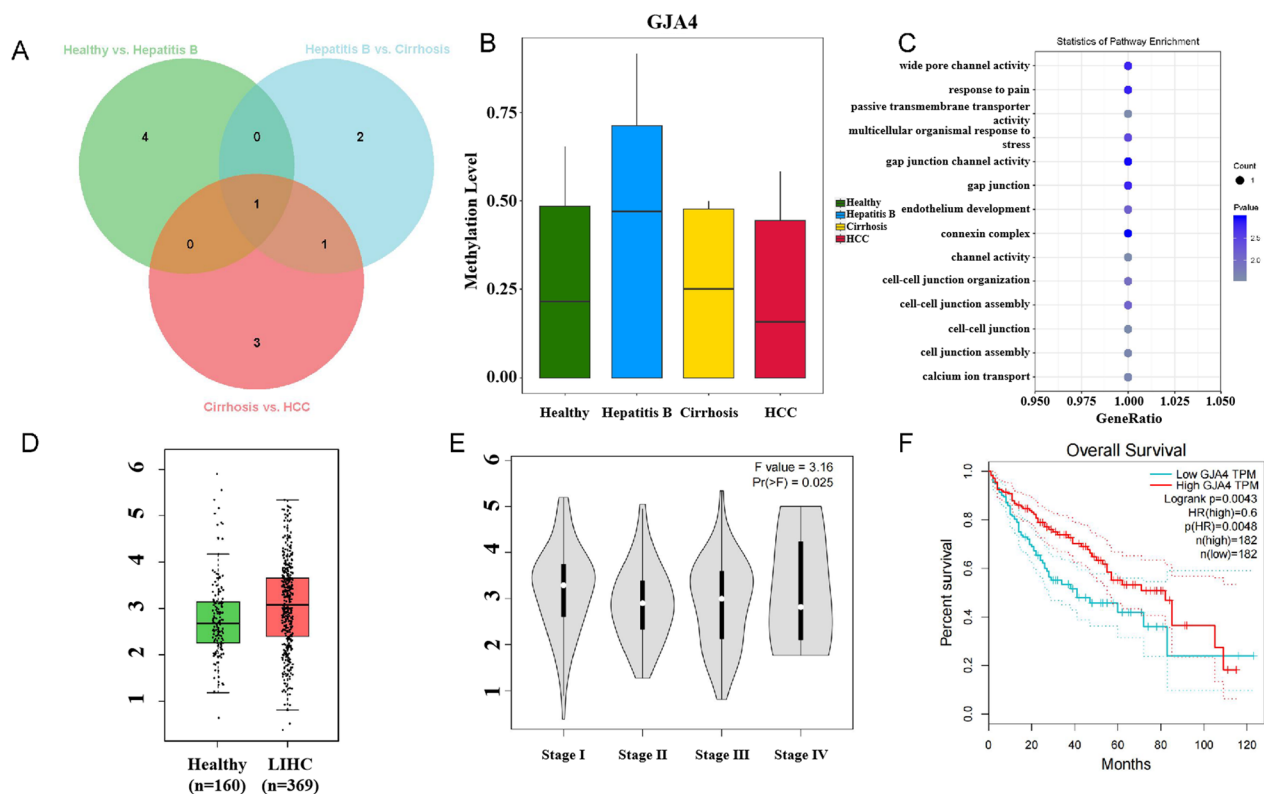 A
Healthy vs. Hepatitis B
Hepatitis B vs. Cirrhosis
4
0
2
1
0
1
3
Cirrhosis vs. HCC
B
GJA4
Methylation Level
0.75
0.50
0.25
0.00
Healthy
Hepatitis B
Cirrhosis
HCC
Healthy
Hepatitis B
Cirrhosis
HCC
C
Statistics of Pathway Enrichment
wide pore channel activity
response to pain
passive transmembrane transporter
activity
multicellular organismal response to
stress
gap junction channel activity
gap junction
endothelium development
connexin complex
channel activity
cell-cell junction organization
cell-cell junction assembly
cell-cell junction
cell junction assembly
calcium ion transport
0.950
0.975
1.000
1.025
1.050
GeneRatio
Count
1
Pvalue
2.5
2.0
D
6
5
4
3
2
1
Healthy
(n=160)
LIHC
(n=369)
E
6
5
4
3
2
1
0
F value = 3.16
Pr(>F) = 0.025
Stage I
Stage II
Stage III
Stage IV
F
Overall Survival
Low GJA4 TPM
High GJA4 TPM
Logrank p=0.0043
HR(high)=0.6
p(HR)=0.0048
n(high)=182
n(low)=182
Percent survival
1.0
0.8
0.6
0.4
0.2
0.0
0
20
40
60
80
100
120
Months